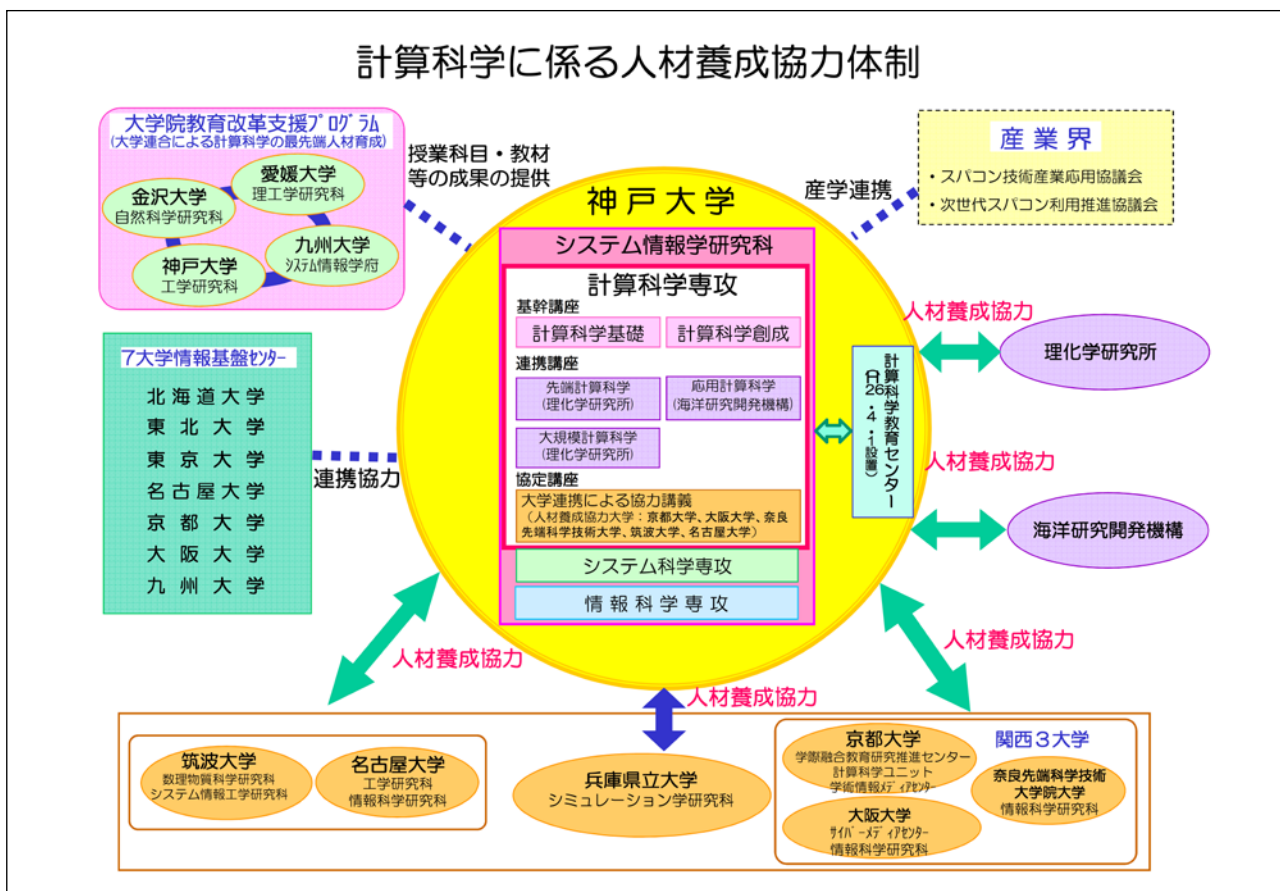 計算科学に係る人材養成協力体制
大学院教育改革支援ﾌﾟﾛｸﾞﾗﾑ
(大学連合による計算科学の最先端人材育成)
愛媛大学
理工学研究科
金沢大学
自然科学研究科
九州大学
ｼｽﾃﾑ情報学府
神戸大学
工学研究科
授業科目・教材
等の成果の提供
産学連携
産業界
・スパコン技術産業応用協議会
・次世代スパコン利用推進協議会
7大学情報基盤ｾﾝﾀｰ
北海道大学
東北大学
東京大学
名古屋大学
京都大学
大阪大学
九州大学
連携協力
神戸大学
システム情報学研究科
計算科学専攻
基幹講座
計算科学基礎
計算科学創成
連携講座
先端計算科学
(理化学研究所)
応用計算科学
(海洋研究開発機構)
大規模計算科学
(理化学研究所)
協定講座
大学連携による協力講義
(人材養成協力大学：京都大学、大阪大学、奈良
先端科学技術大学、筑波大学、名古屋大学)
システム科学専攻
情報科学専攻
計算科学教育センター
(H26・4・1設置)
人材養成協力
理化学研究所
人材養成協力
海洋研究開発機構
人材養成協力
人材養成協力
人材養成協力
筑波大学
数理物質科学研究科
システム情報工学研究科
名古屋大学
工学研究科
情報科学研究科
兵庫県立大学
シミュレーション学研究科
関西３大学
京都大学
学際融合教育研究推進センター
計算科学ユニット
学術情報ﾒﾃﾞｨｱｾﾝﾀｰ
奈良先端科学技術
大学院大学
情報科学研究科
大阪大学
ｻｲﾊﾞｰﾒﾃﾞｨｱｾﾝﾀｰ
情報科学研究科